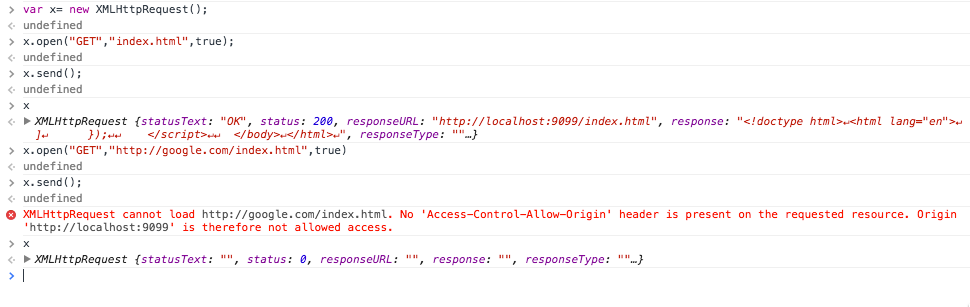 > var x= new XMLHttpRequest();
<· undefined
> x.open("GET","index.html",true);
<· undefined
> x.send();
<· undefined
> x
<· ▶ XMLHttpRequest {statusText: "OK", status: 200, responseURL: "http://localhost:9099/index.html", response: "<!doctype html>↵<html lang="en">↵
]↵      });↵↵    </script>↵↵  </body>↵</html>↵", responseType: ""…}
> x.open("GET","http://google.com/index.html",true)
<· undefined
> x.send();
<· undefined
XMLHttpRequest cannot load http://google.com/index.html. No 'Access-Control-Allow-Origin' header is present on the requested resource. Origin
'http://localhost:9099' is therefore not allowed access.
> x
<· ▶ XMLHttpRequest {statusText: "", status: 0, responseURL: "", response: "", responseType: ""…}
>